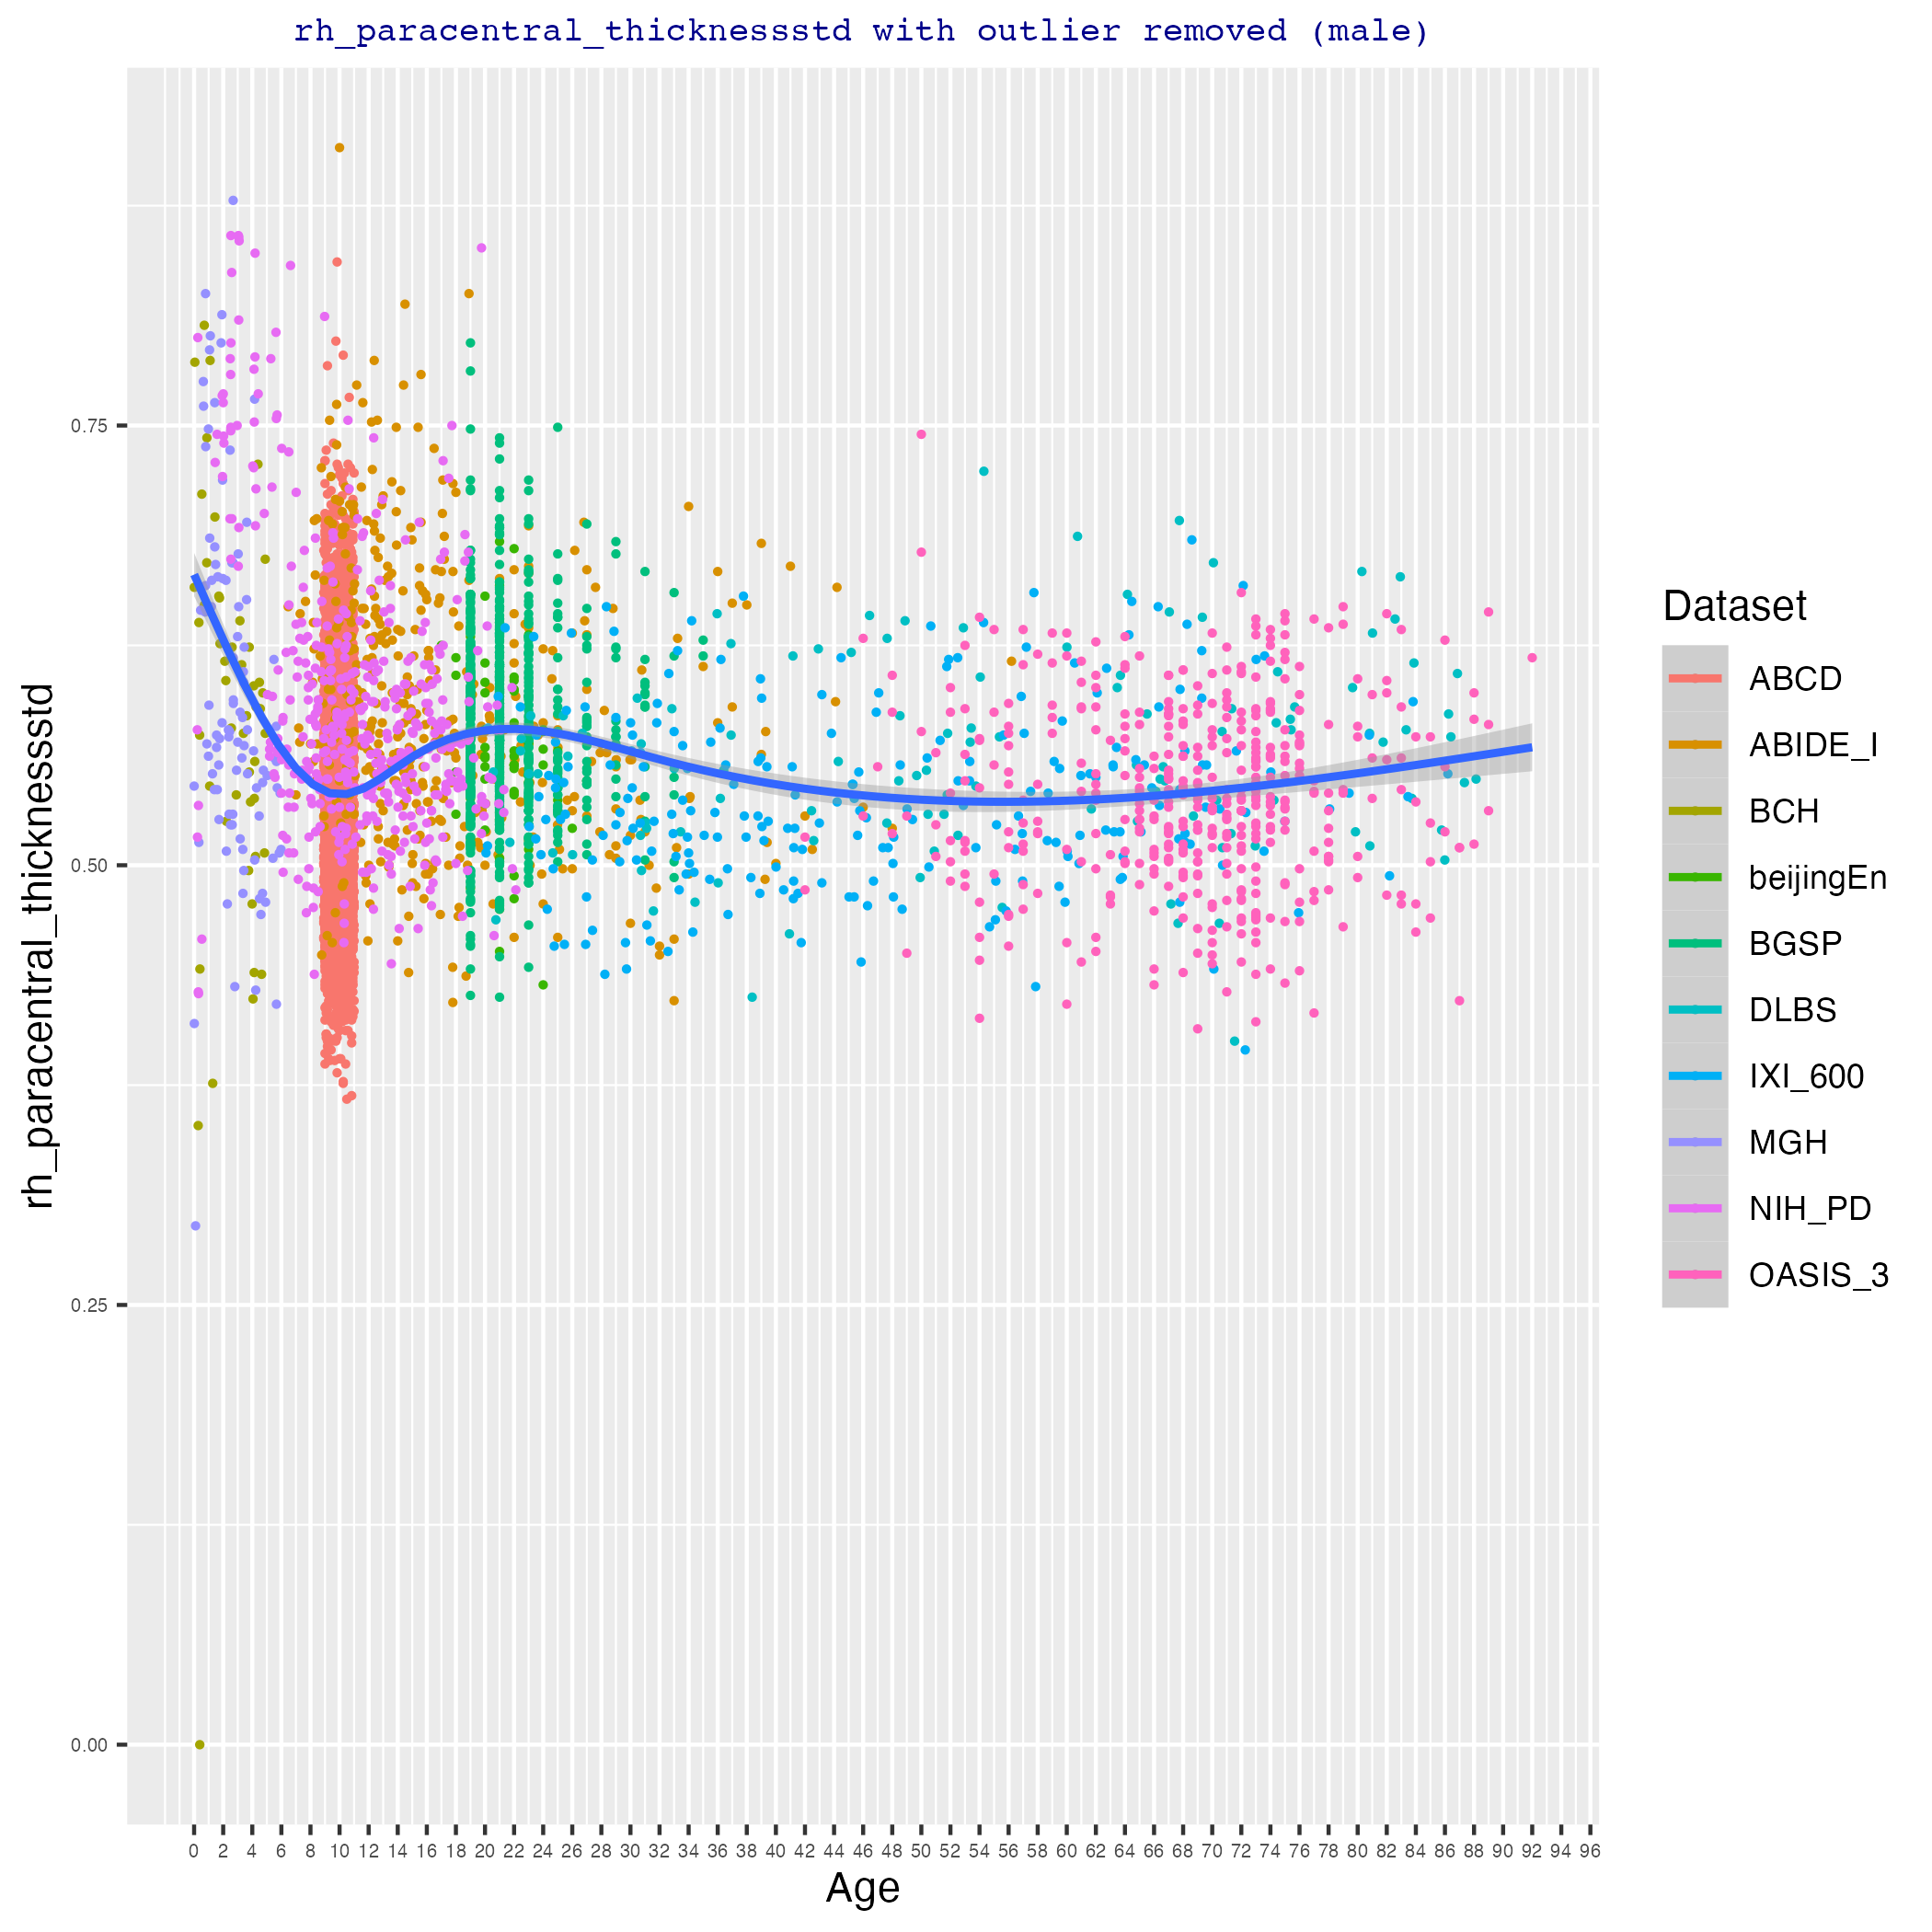 rh_paracentral_thicknessstd with outlier removed (male)
rh_paracentral_thicknessstd
0.75
0.50
0.25
0.00
0 2 4 6 8 10 12 14 16 18 20 22 24 26 28 30 32 34 36 38 40 42 44 46 48 50 52 54 56 58 60 62 64 66 68 70 72 74 76 78 80 82 84 86 88 90 92 94 96
Age
Dataset
ABCD
ABIDE_I
BCH
beijingEn
BGSP
DLBS
IXI_600
MGH
NIH_PD
OASIS_3